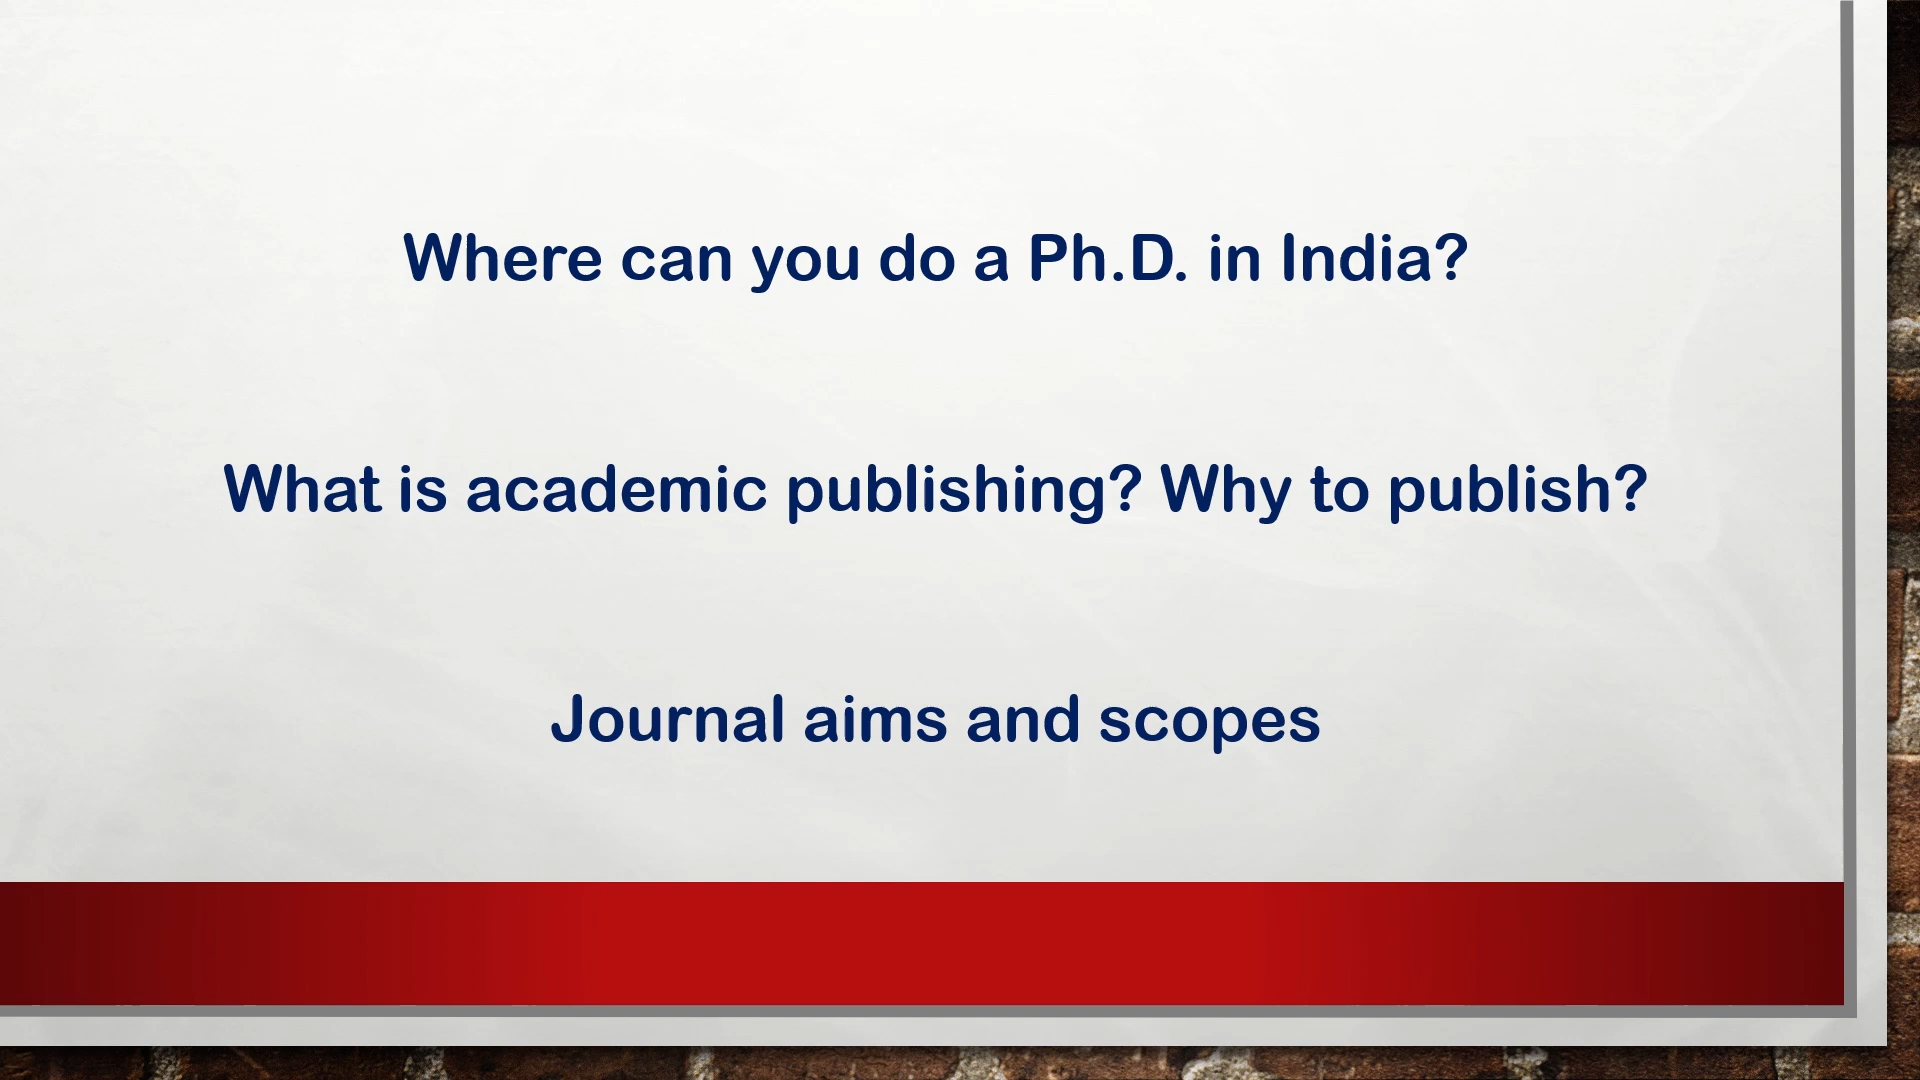 Where can you do a Ph.D. in India?
What is academic publishing? Why to publish?
Journal aims and scopes